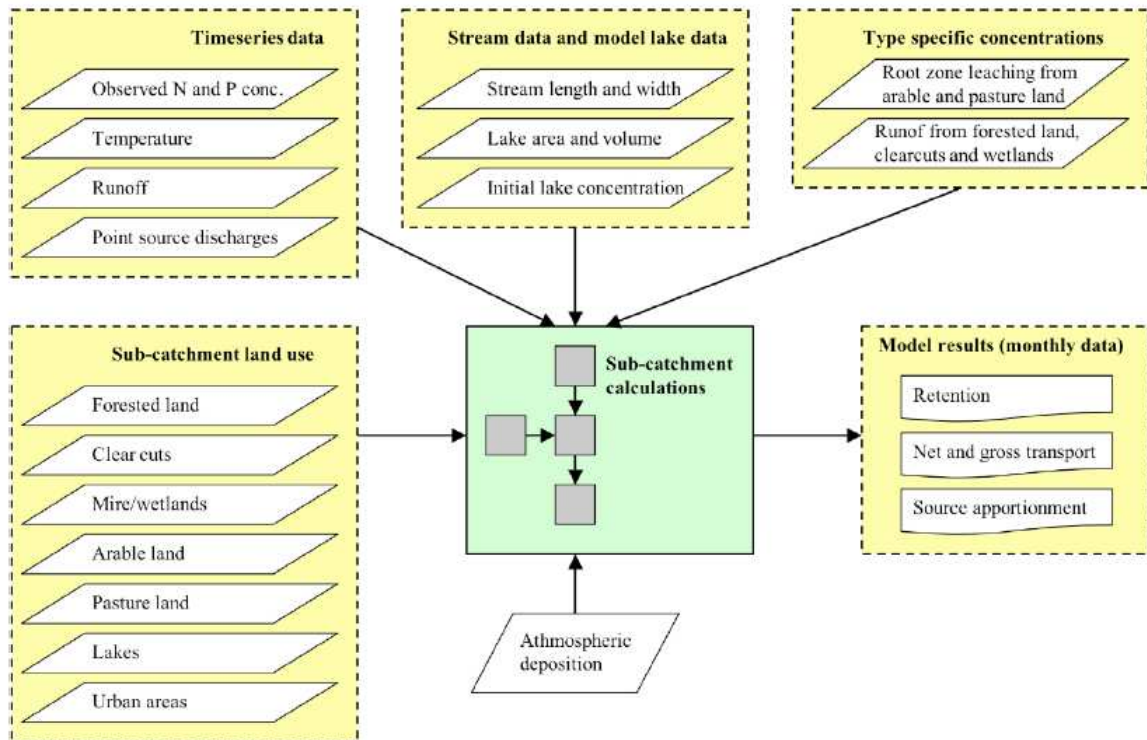 Timeseries data
Observed N and P conc.
Temperature
Runoff
Point source discharges
Stream data and model lake data
Stream length and width
Lake area and volume
Initial lake concentration
Type specific concentrations
Root zone leaching from
arable and pasture land
Runof from forested land,
clearcuts and wetlands
Sub-catchment land use
Forested land
Clear cuts
Mire/wetlands
Arable land
Pasture land
Lakes
Urban areas
Sub-catchment
calculations
Athmospheric
deposition
Model results (monthly data)
Retention
Net and gross transport
Source apportionment